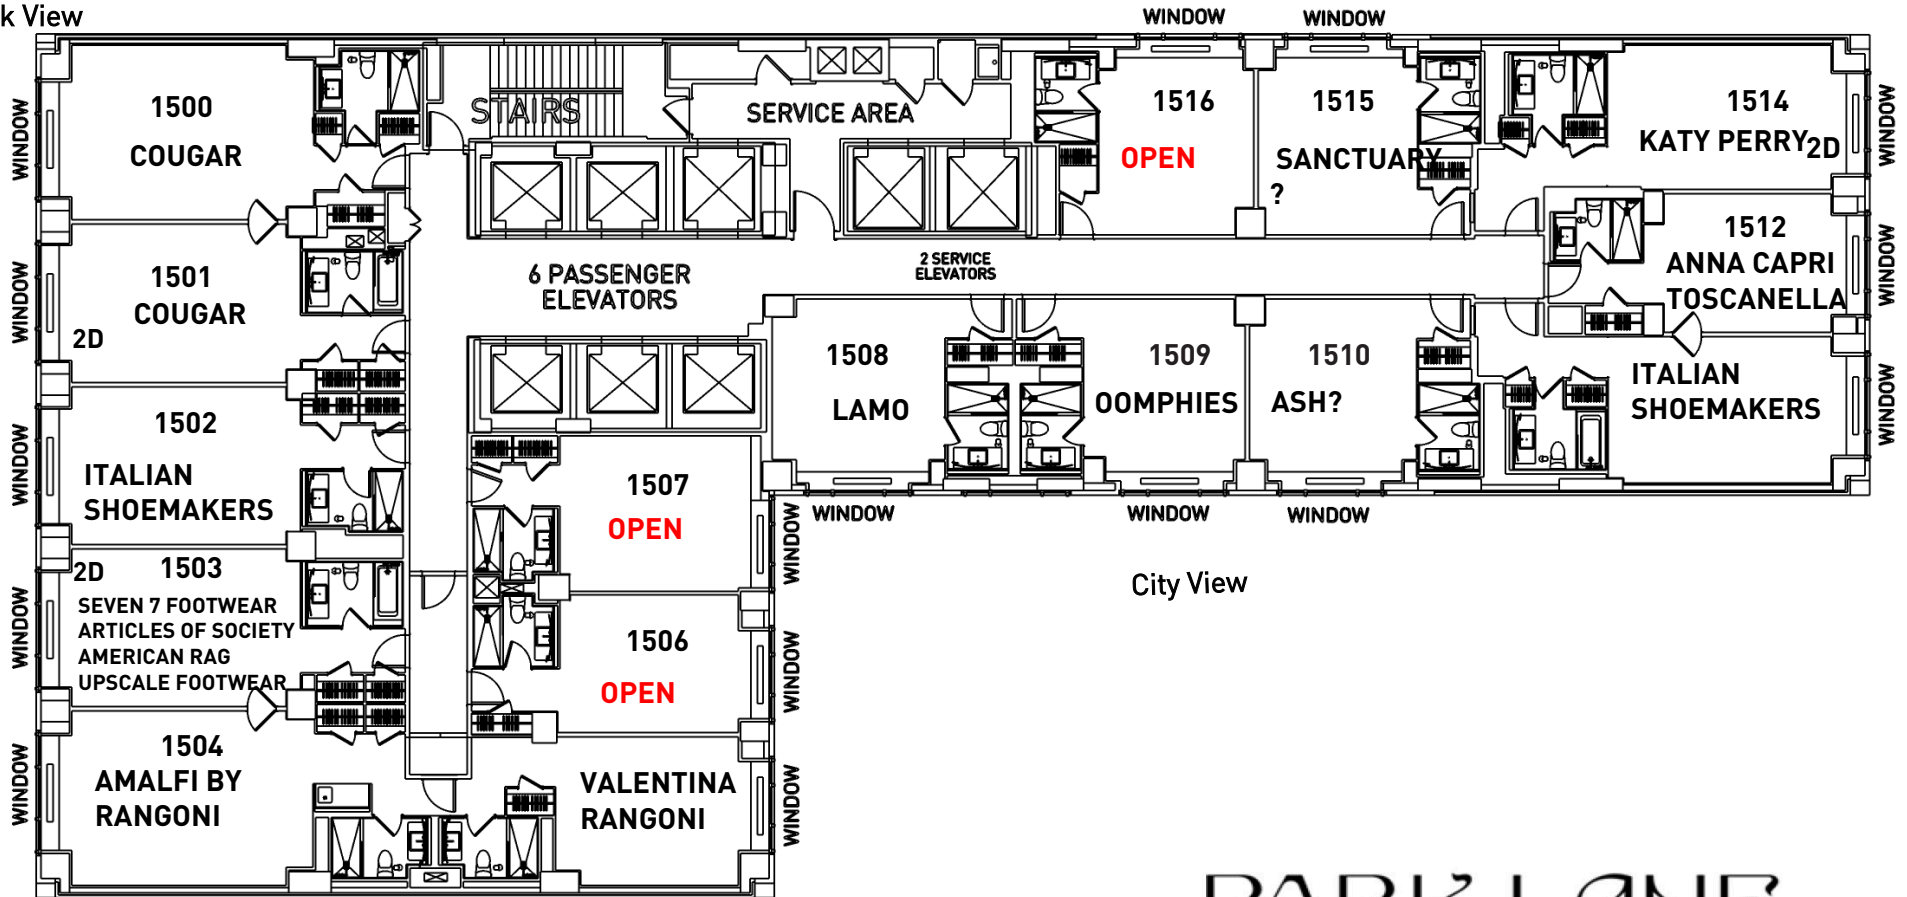 k View
WINDOW
WINDOW
1500
COUGAR
STAIRS
SERVICE AREA
1516
OPEN
1515
SANCTUARY
?
1514
KATY PERRY
2D
WINDOW
WINDOW
1501
COUGAR
2D
WINDOW
6 PASSENGER
ELEVATORS
2 SERVICE
ELEVATORS
1512
ANNA CAPRI
TOSCANELLA
WINDOW
1502
ITALIAN
SHOEMAKERS
WINDOW
1508
LAMO
1509
OOMPHIES
1510
ASH?
ITALIAN
SHOEMAKERS
WINDOW
WINDOW
WINDOW
WINDOW
1507
OPEN
WINDOW
2D
1503
SEVEN 7 FOOTWEAR
ARTICLES OF SOCIETY
AMERICAN RAG
UPSCALE FOOTWEAR
WINDOW
1506
OPEN
WINDOW
City View
1504
AMALFI BY
RANGONI
WINDOW
VALENTINA
RANGONI
WINDOW
PARK LANE